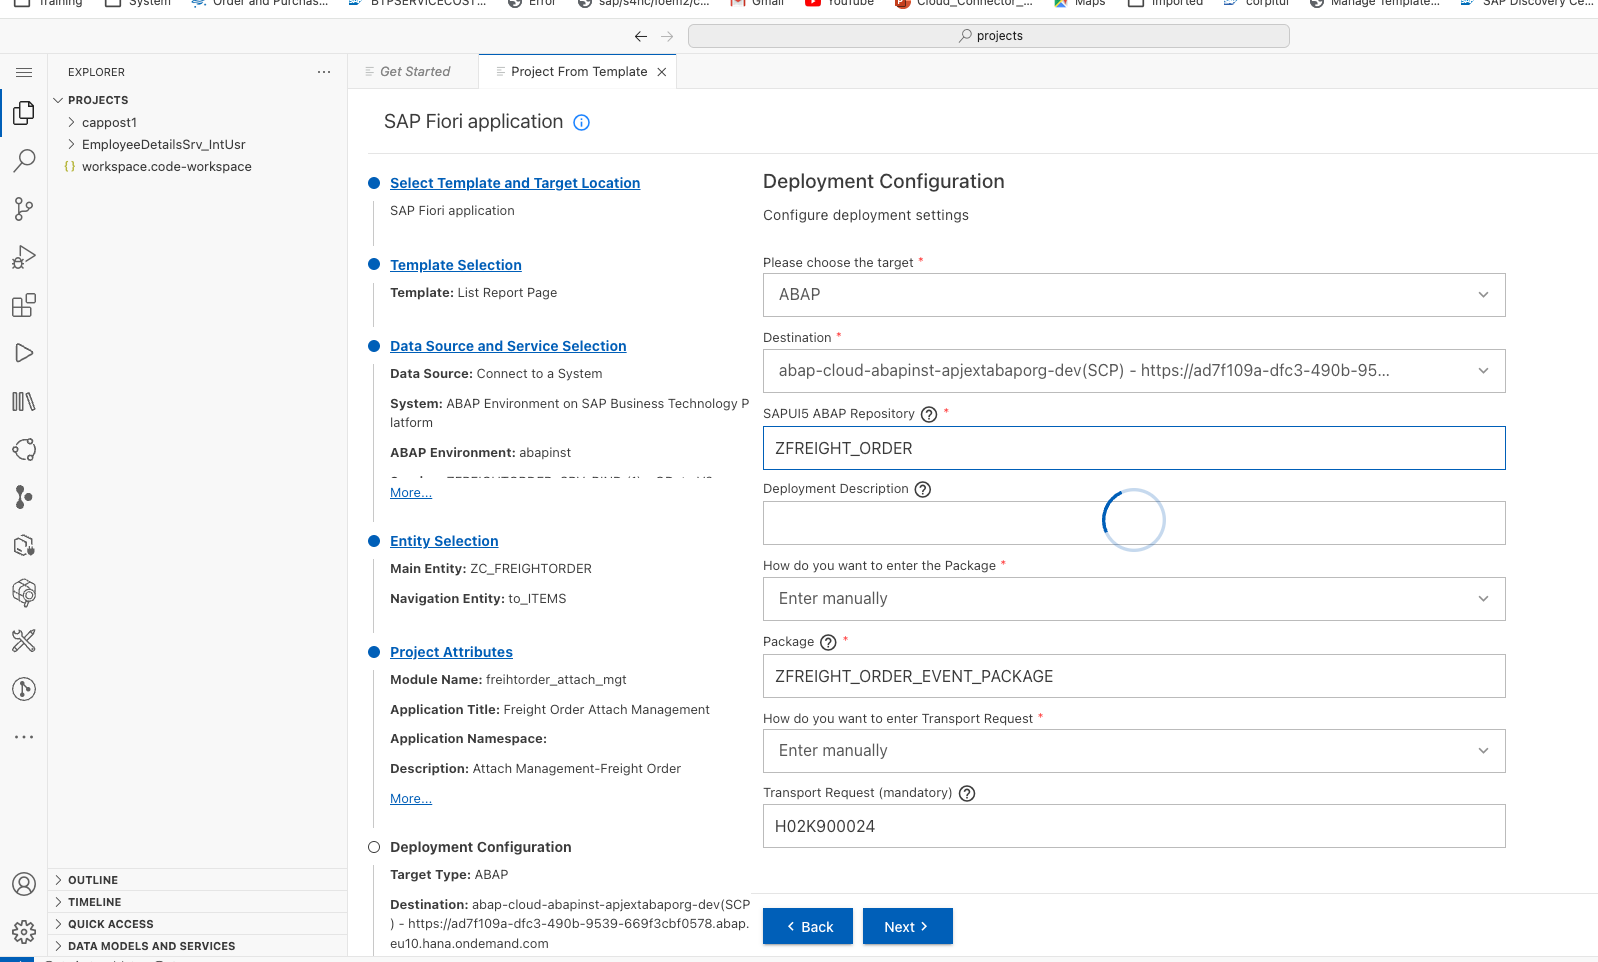 Training
System
Order and Purchas...
BTPSERVICECOST...
Error
sap/s4hc/foem2/c...
Gmail
YouTube
Cloud_Connector_...
Maps
Imported
corpitur
Manage Template...
SAP Discovery Ce...
projects
EXPLORER
Get Started
Project From Template
PROJECTS
cappost1
EmployeeDetailsSrv_IntUsr
workspace.code-workspace
OUTLINE
TIMELINE
QUICK ACCESS
DATA MODELS AND SERVICES
SAP Fiori application
Select Template and Target Location
SAP Fiori application
Template Selection
Template: List Report Page
Data Source and Service Selection
Data Source: Connect to a System
System: ABAP Environment on SAP Business Technology P
latform
ABAP Environment: abapinst
More...
Entity Selection
Main Entity: ZC_FREIGHTORDER
Navigation Entity: to_ITEMS
Project Attributes
Module Name: freihtorder_attach_mgt
Application Title: Freight Order Attach Management
Application Namespace:
Description: Attach Management-Freight Order
More...
Deployment Configuration
Target Type: ABAP
Destination: abap-cloud-abapinst-apjextabaporg-dev(SCP
) - https://ad7f109a-dfc3-490b-9539-669f3cbf0578.abap.
eu10.hana.ondemand.com
Deployment Configuration
Configure deployment settings
Please choose the target *
ABAP
Destination *
abap-cloud-abapinst-apjextabaporg-dev(SCP) - https://ad7f109a-dfc3-490b-95...
SAPUI5 ABAP Repository *
ZFREIGHT_ORDER
Deployment Description
How do you want to enter the Package *
Enter manually
Package *
ZFREIGHT_ORDER_EVENT_PACKAGE
How do you want to enter Transport Request *
Enter manually
Transport Request (mandatory)
H02K900024
Back
Next